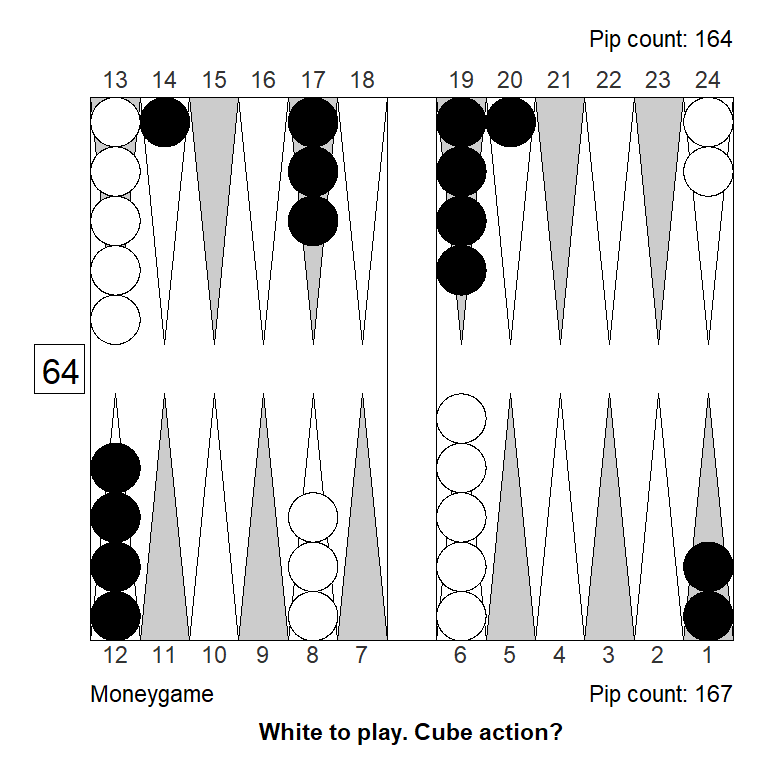 Pip count: 164
13 14 15 16 17 18 19 20 21 22 23 24
64
12 11 10 9 8 7 6 5 4 3 2 1
Moneygame Pip count: 167
White to play. Cube action?